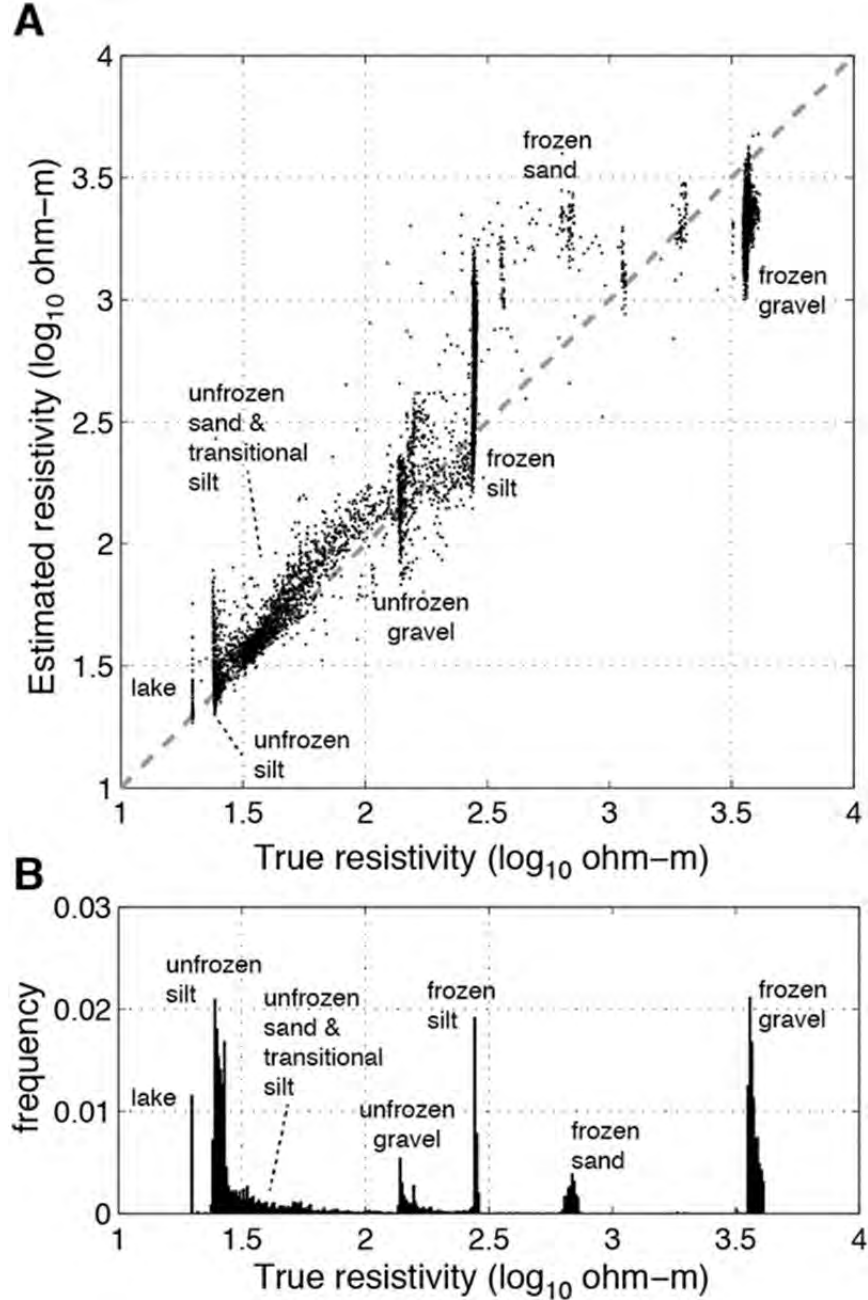 A
4
3.5
3
2.5
2
1.5
1
Estimated resistivity (log10 ohm–m)
frozen
sand
frozen
gravel
unfrozen
sand &
transitional
silt
frozen
silt
unfrozen
gravel
lake
unfrozen
silt
1 1.5 2 2.5 3 3.5 4
True resistivity (log10 ohm–m)
B
0.03
0.02
0.01
0
frequency
unfrozen
silt
unfrozen
sand &
transitional
silt
lake
unfrozen
gravel
frozen
silt
frozen
sand
frozen
gravel
1 1.5 2 2.5 3 3.5 4
True resistivity (log10 ohm–m)